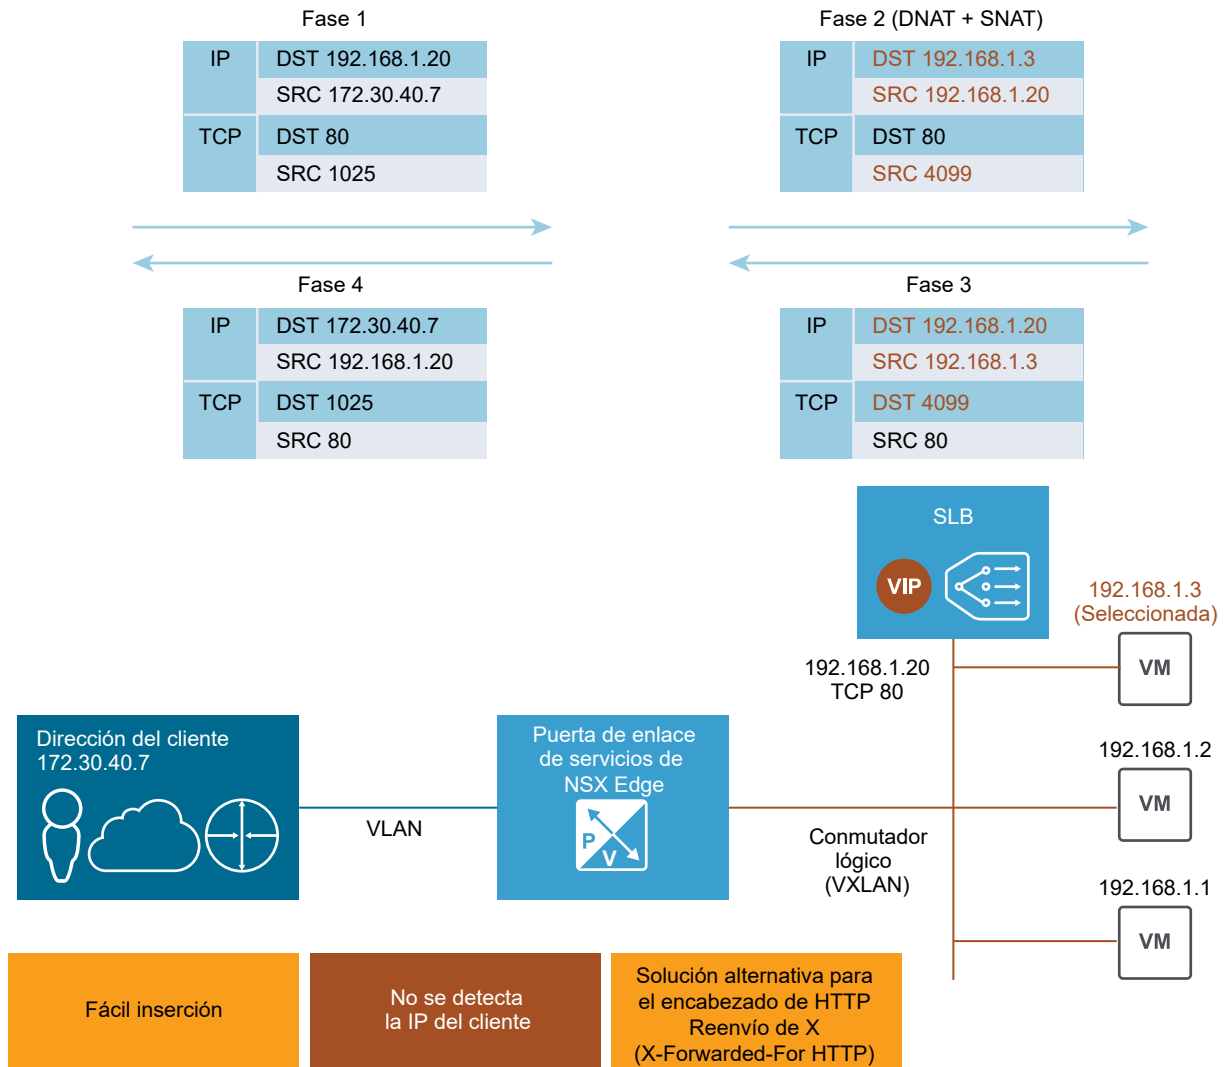 Fase 1
IP DST 192.168.1.20
SRC 172.30.40.7
TCP DST 80
SRC 1025
Fase 2 (DNAT + SNAT)
IP DST 192.168.1.3
SRC 192.168.1.20
TCP DST 80
SRC 4099
Fase 4
IP DST 172.30.40.7
SRC 192.168.1.20
TCP DST 1025
SRC 80
Fase 3
IP DST 192.168.1.20
SRC 192.168.1.3
TCP DST 4099
SRC 80
SLB
VIP
192.168.1.20
TCP 80
192.168.1.3
(Seleccionada)
VM
Dirección del cliente
172.30.40.7
VLAN
Puerta de enlace
de servicios de
NSX Edge
P
V
Conmutador
lógico
(VXLAN)
192.168.1.2
VM
192.168.1.1
VM
Fácil inserción
No se detecta
la IP del cliente
Solución alternativa para
el encabezado de HTTP
Reenvío de X
(X-Forwarded-For HTTP)